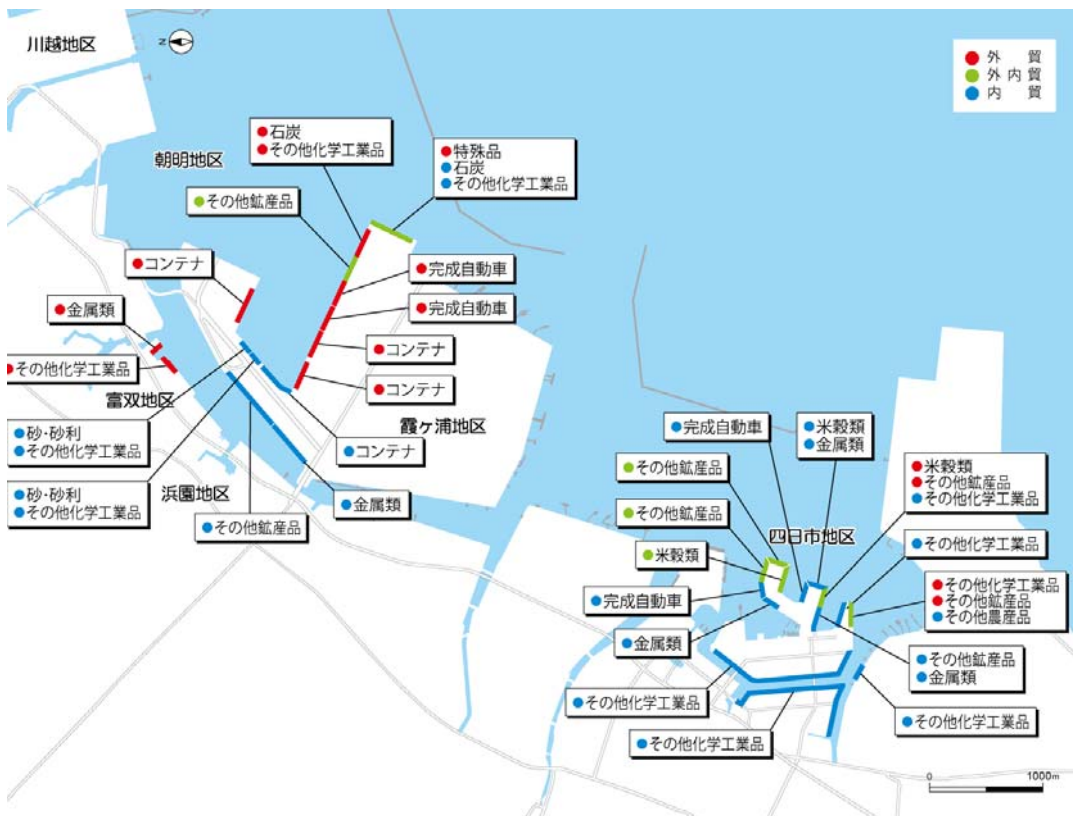 川越地区
N
● 外　貿
● 外内貿
● 内　貿
●石炭
●その他化学工業品
●特殊品
●石炭
●その他化学工業品
朝明地区
●その他鉱産品
●コンテナ
●完成自動車
●金属類
●完成自動車
●コンテナ
●その他化学工業品
●コンテナ
富双地区
霞ヶ浦地区
●砂・砂利
●その他化学工業品
●コンテナ
●砂・砂利
●その他化学工業品
浜園地区
●金属類
●その他鉱産品
●完成自動車
●米穀類
●金属類
●その他鉱産品
●米穀類
●その他鉱産品
●その他化学工業品
●その他鉱産品
四日市地区
●その他化学工業品
●米穀類
●その他化学工業品
●その他鉱産品
●その他農産品
●完成自動車
●金属類
●その他鉱産品
●金属類
●その他化学工業品
●その他化学工業品
●その他化学工業品
0 1000m